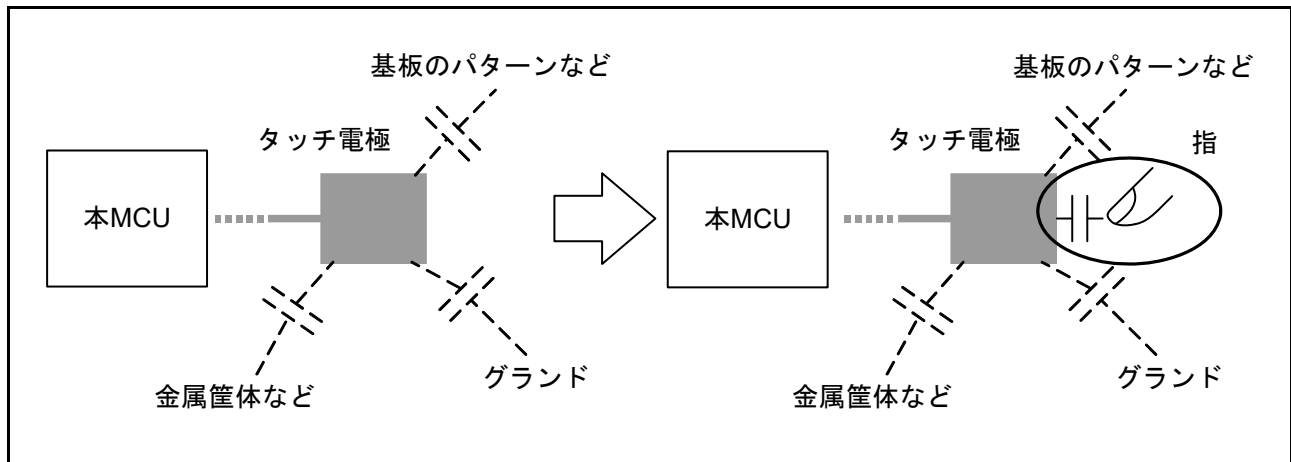 基板のパターンなど
タッチ電極
本MCU
金属筐体など
グランド
基板のパターンなど
指
タッチ電極
本MCU
金属筐体など
グランド